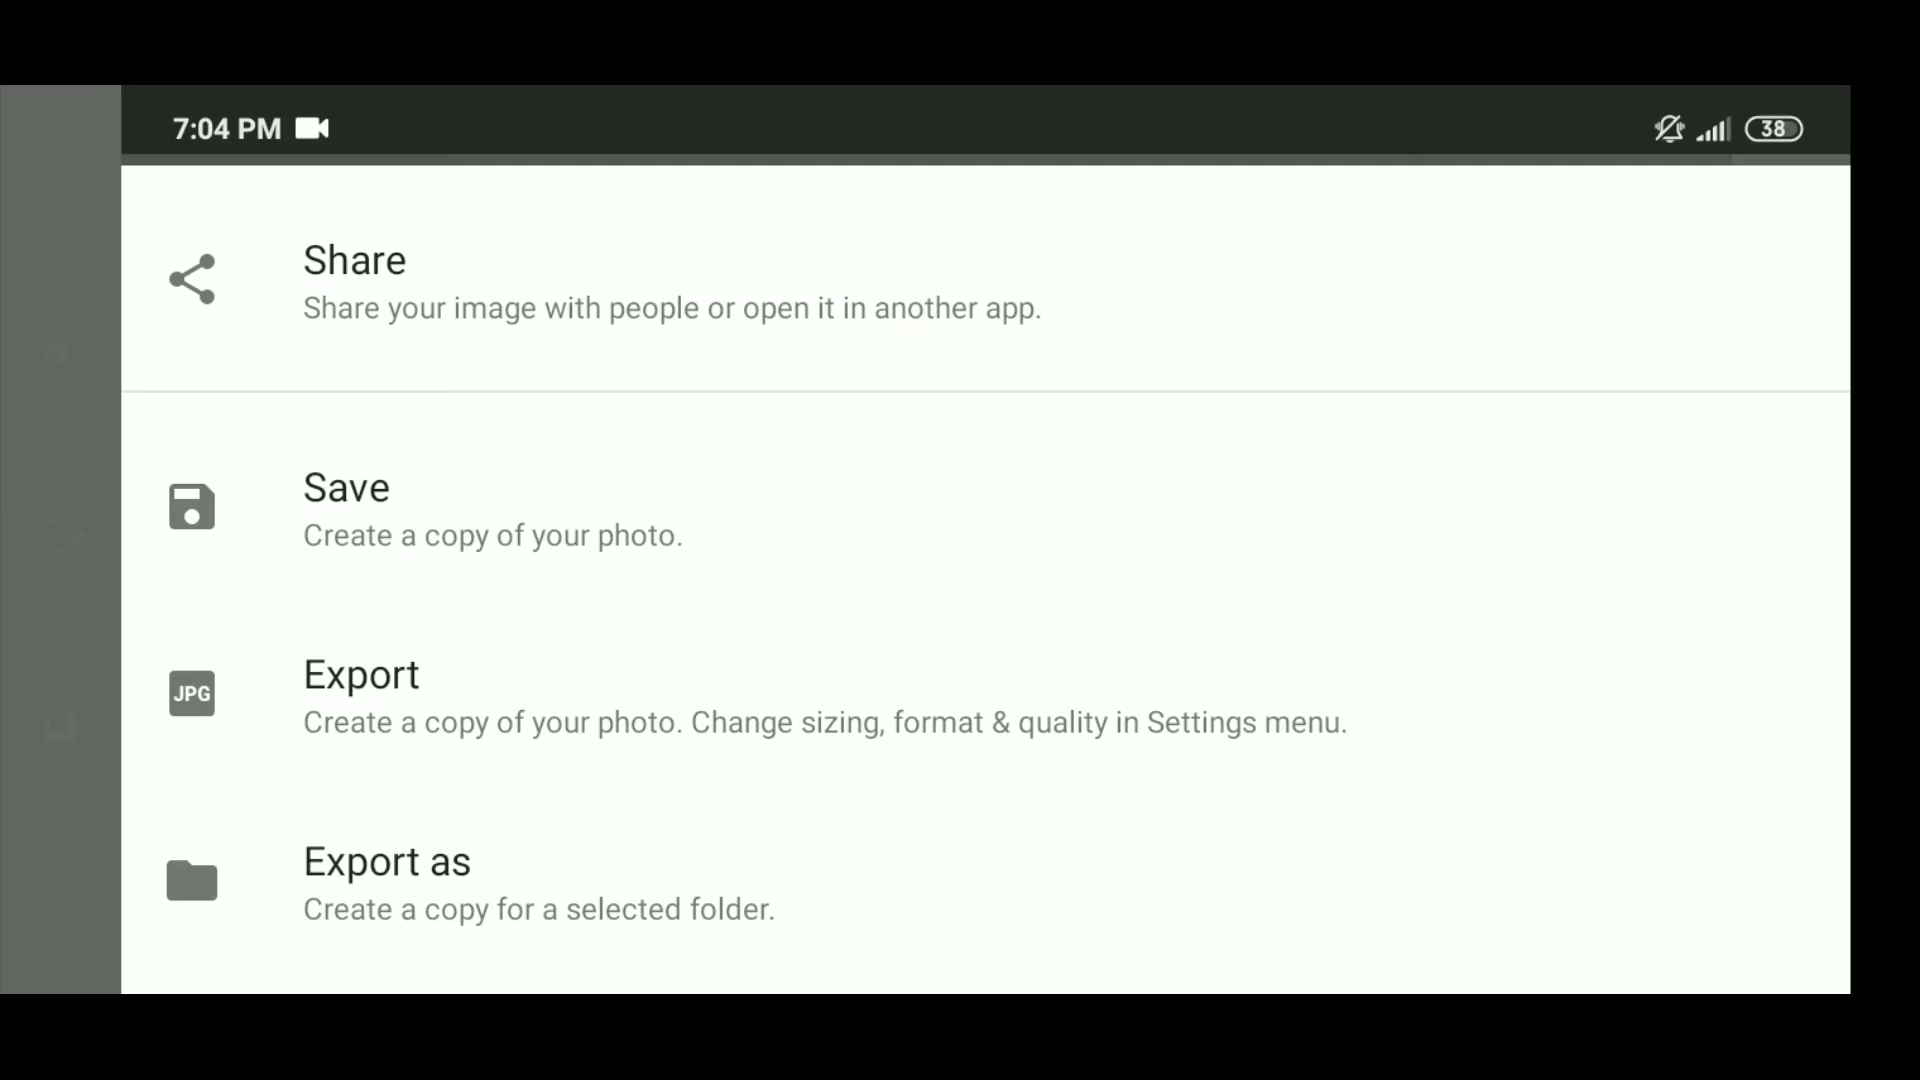 7:04 PM
38
Share
Share your image with people or open it in another app.
Save
Create a copy of your photo.
JPG
Export
Create a copy of your photo. Change sizing, format & quality in Settings menu.
Export as
Create a copy for a selected folder.